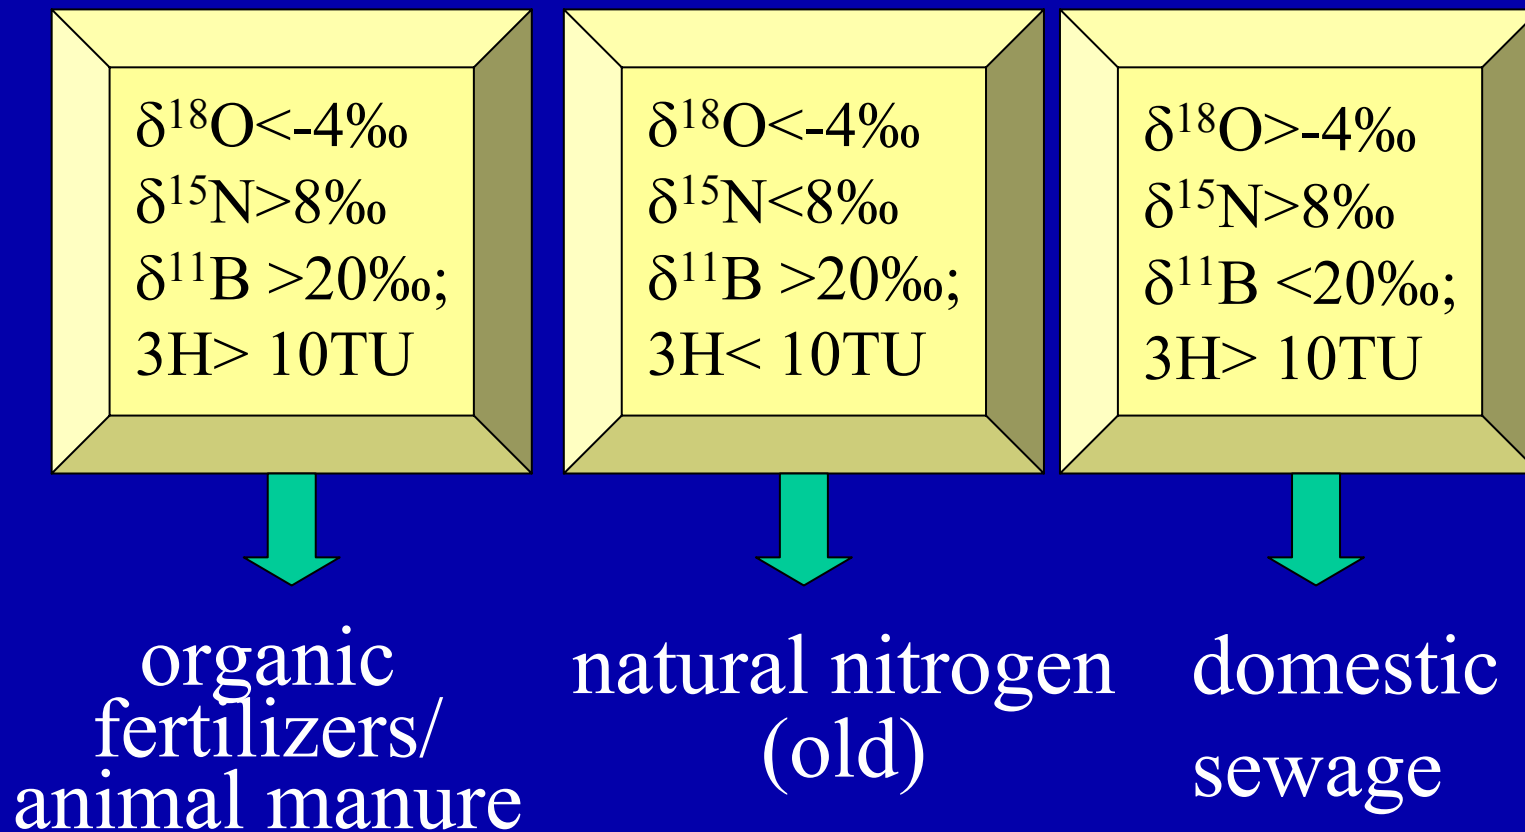 δ¹⁸O<-4‰
δ¹⁵N>8‰
δ¹¹B >20‰;
3H> 10TU
organic
fertilizers/
animal manure
δ¹⁸O<-4‰
δ¹⁵N<8‰
δ¹¹B >20‰;
3H< 10TU
natural nitrogen
(old)
δ¹⁸O>-4‰
δ¹⁵N>8‰
δ¹¹B <20‰;
3H> 10TU
domestic
sewage